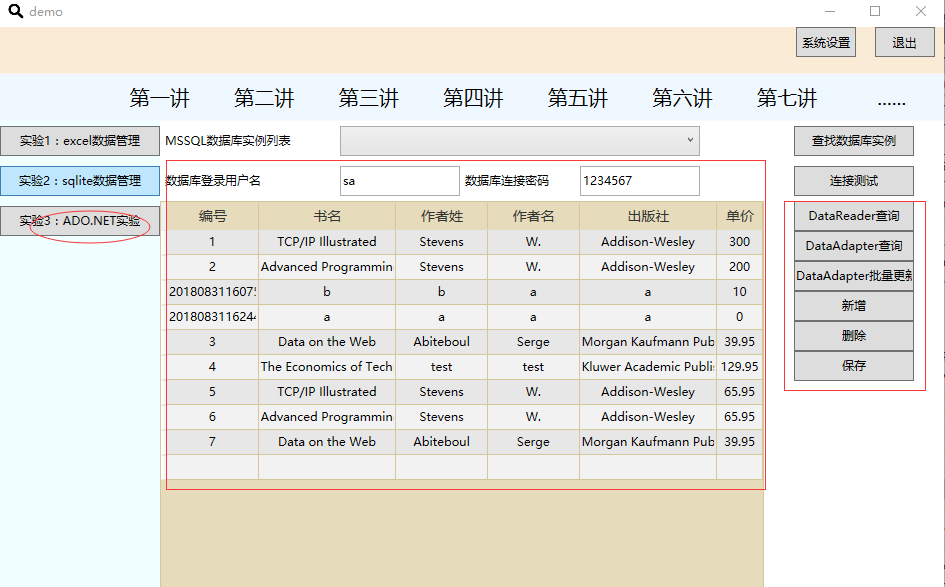 demo
系统设置 退出
第一讲 第二讲 第三讲 第四讲 第五讲 第六讲 第七讲 ......
实验1：excel数据管理 MSSQL数据库实例列表 查找数据库实例
实验2：sqlite数据管理 数据库登录用户名 sa 数据库连接密码 1234567 连接测试
实验3：ADO.NET实验
编号 书名 作者姓 作者名 出版社 单价
1 TCP/IP Illustrated Stevens W. Addison-Wesley 300
2 Advanced Programmin Stevens W. Addison-Wesley 200
2018083116075 b b a a 10
2018083116244 a a a a 0
3 Data on the Web Abiteboul Serge Morgan Kaufmann Pub 39.95
4 The Economics of Tech test test Kluwer Academic Publi 129.95
5 TCP/IP Illustrated Stevens W. Addison-Wesley 65.95
6 Advanced Programmin Stevens W. Addison-Wesley 65.95
7 Data on the Web Abiteboul Serge Morgan Kaufmann Pub 39.95
DataReader查询
DataAdapter查询
DataAdapter批量更新
新增
删除
保存